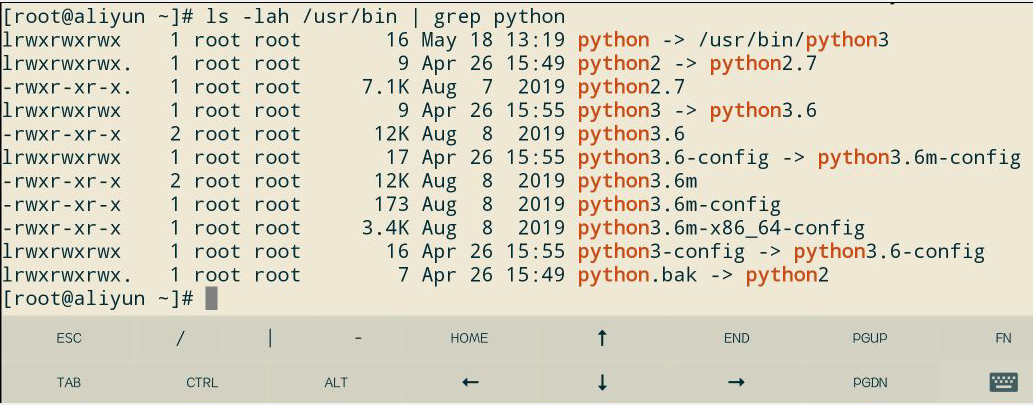 [root@aliyun ~]# ls -lah /usr/bin | grep python
lrwxrwxrwx    1 root root      16 May 18 13:19 python -> /usr/bin/python3
lrwxrwxrwx.   1 root root       9 Apr 26 15:49 python2 -> python2.7
-rwxr-xr-x.   1 root root    7.1K Aug  7  2019 python2.7
lrwxrwxrwx    1 root root       9 Apr 26 15:55 python3 -> python3.6
-rwxr-xr-x    2 root root     12K Aug  8  2019 python3.6
lrwxrwxrwx    1 root root      17 Apr 26 15:55 python3.6-config -> python3.6m-config
-rwxr-xr-x    2 root root     12K Aug  8  2019 python3.6m
-rwxr-xr-x    1 root root     173 Aug  8  2019 python3.6m-config
-rwxr-xr-x    1 root root    3.4K Aug  8  2019 python3.6m-x86_64-config
lrwxrwxrwx    1 root root      16 Apr 26 15:55 python3-config -> python3.6-config
lrwxrwxrwx.   1 root root       7 Apr 26 15:49 python.bak -> python2
[root@aliyun ~]#
ESC / | - HOME ↑ END PGUP FN
TAB CTRL ALT ← ↓ → PGDN